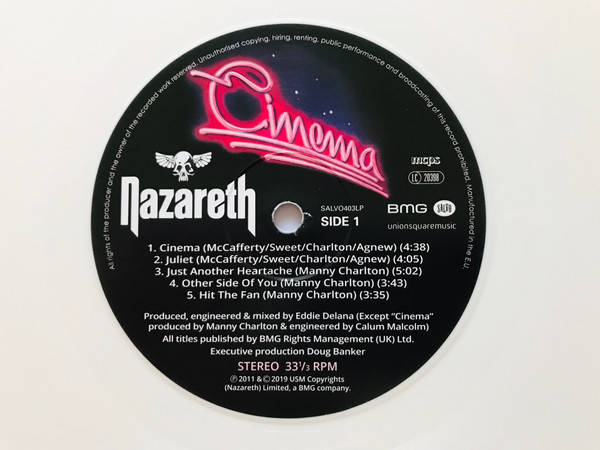 All rights of the producer and the owner of the recorded work reserved. Unauthorised copying, hiring, renting, public performance and broadcasting of this record prohibited. Manufactured in the E.U.
Cinema
mcps
LC 20398
Nazareth
SALVO403LP
SIDE 1
BMG SALVO
unionsquaremusic
1. Cinema (McCafferty/Sweet/Charlton/Agnew) (4:38)
2. Juliet (McCafferty/Sweet/Charlton/Agnew) (4:05)
3. Just Another Heartache (Manny Charlton) (5:02)
4. Other Side Of You (Manny Charlton) (3:43)
5. Hit The Fan (Manny Charlton) (3:35)
Produced, engineered & mixed by Eddie Delana (Except “Cinema”
produced by Manny Charlton & engineered by Calum Malcolm)
All titles published by BMG Rights Management (UK) Ltd.
Executive production Doug Banker
STEREO 33⅓ RPM
℗ 2011 & © 2019 USM Copyrights
(Nazareth) Limited, a BMG company.